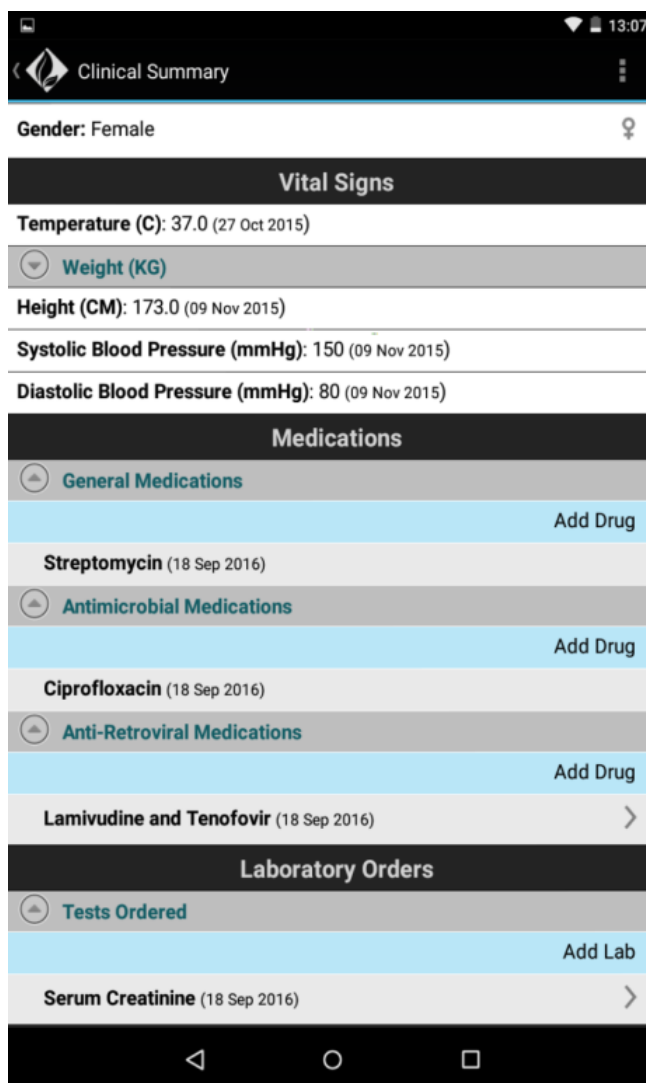 13:07
Clinical Summary
Gender: Female
Vital Signs
Temperature (C): 37.0 (27 Oct 2015)
Weight (KG)
Height (CM): 173.0 (09 Nov 2015)
Systolic Blood Pressure (mmHg): 150 (09 Nov 2015)
Diastolic Blood Pressure (mmHg): 80 (09 Nov 2015)
Medications
General Medications
Add Drug
Streptomycin (18 Sep 2016)
Antimicrobial Medications
Add Drug
Ciprofloxacin (18 Sep 2016)
Anti-Retroviral Medications
Add Drug
Lamivudine and Tenofovir (18 Sep 2016)
Laboratory Orders
Tests Ordered
Add Lab
Serum Creatinine (18 Sep 2016)